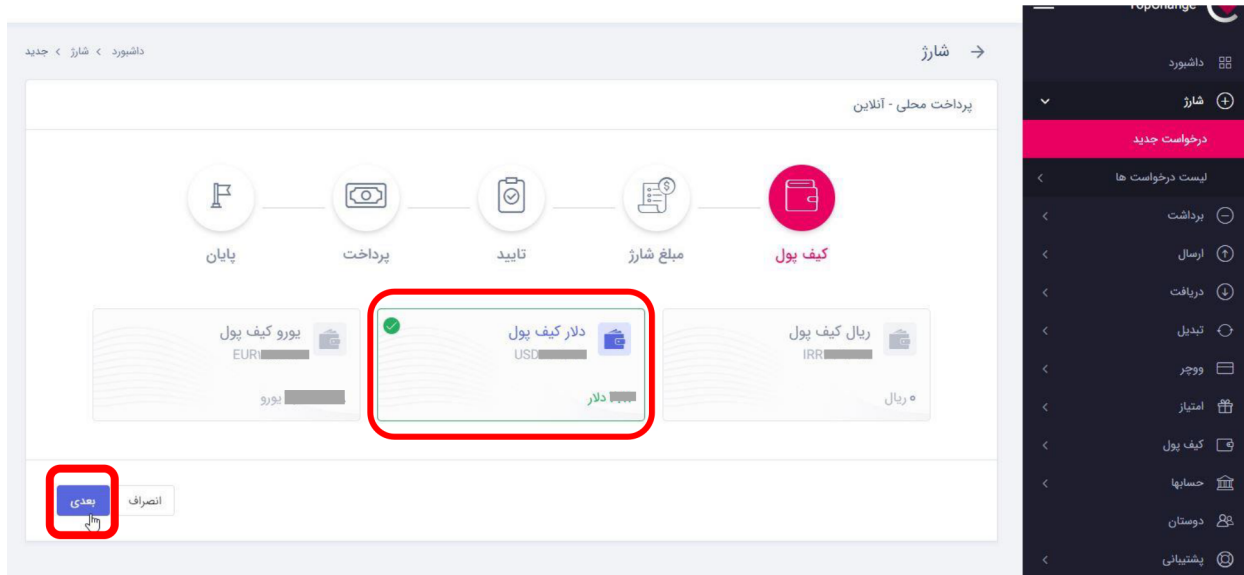 TopChange
داشبورد
شارژ
درخواست جدید
لیست درخواست ها
برداشت
ارسال
دریافت
تبدیل
ووچر
امتیاز
کیف پول
حسابها
دوستان
پشتیبانی
شارژ
داشبورد > شارژ > جدید
پرداخت محلی - آنلاین
کیف پول
مبلغ شارژ
تایید
پرداخت
پایان
ریال کیف پول
IRR
۰ ریال
دلار کیف پول
USD
دلار
یورو کیف پول
EUR
یورو
انصراف
بعدی